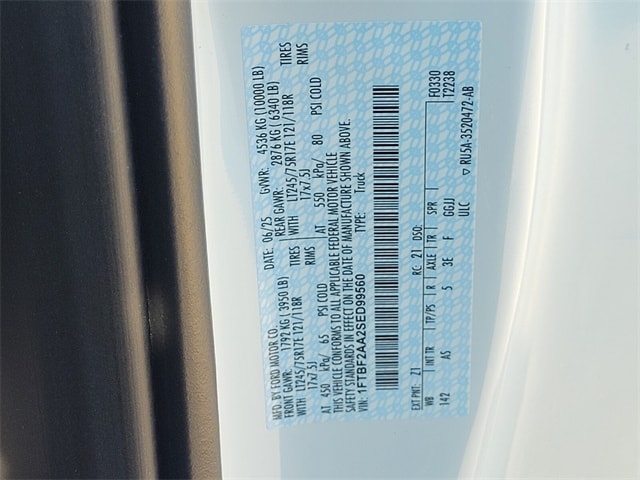 MFD. BY FORD MOTOR CO.
DATE: 06/25 GVWR: 4536 KG (10000 LB)
FRONT GAWR: 1792 KG (3950 LB) REAR GAWR: 2876 KG (6340 LB)
WITH LT245/75R17E 121/118R TIRES WITH LT245/75R17E 121/118R TIRES
17x7.5J RIMS 17x7.5J RIMS
AT 450 kPa/ 65 PSI COLD AT 550 kPa/ 80 PSI COLD
THIS VEHICLE CONFORMS TO ALL APPLICABLE FEDERAL MOTOR VEHICLE
SAFETY STANDARDS IN EFFECT ON THE DATE OF MANUFACTURE SHOWN ABOVE.
VIN: 1FTBF2AA2SED99560 TYPE: Truck
F0330
EXT PNT: Z1 RC: 21 DSO: T2238
WB INT TR TP/PS R AXLE TR SPR
142 AS 5 3E F GGJJ
ULC ▽ RU5A-3520472-AB